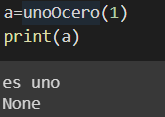 a=unoOcero(1)
print(a)
es uno
None